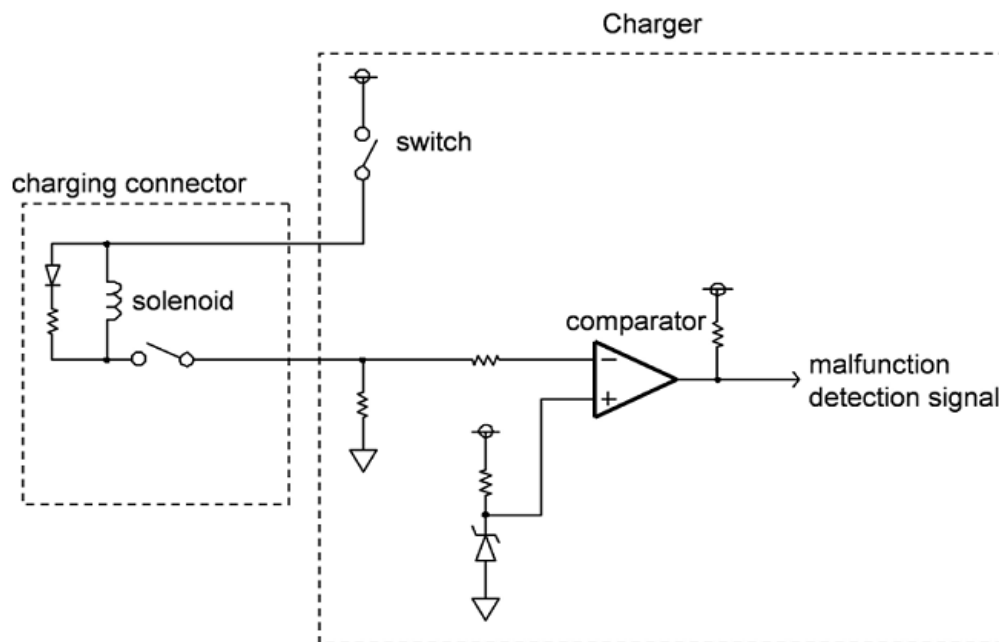 Charger
switch
charging connector
solenoid
comparator
malfunction
detection signal